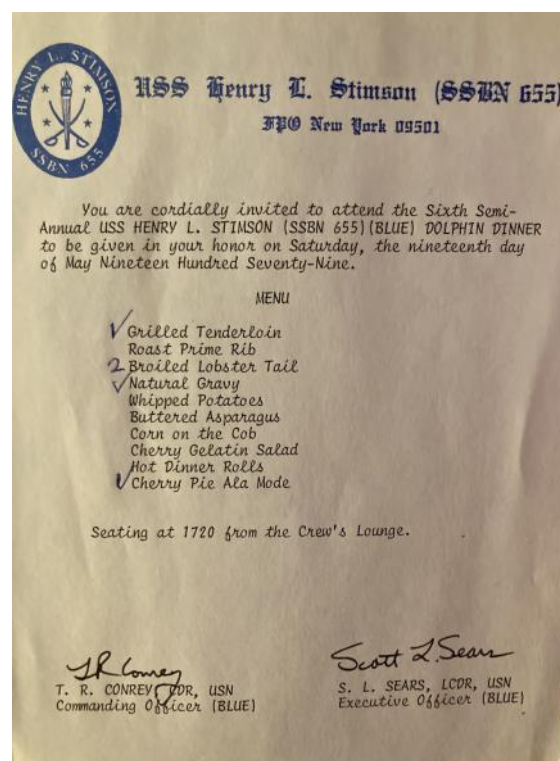 HENRY L. STIMSON
SSBN 655
USS Henry L. Stimson (SSBN 655)
FPO New York 09501
You are cordially invited to attend the Sixth Semi-
Annual USS HENRY L. STIMSON (SSBN 655)(BLUE) DOLPHIN DINNER
to be given in your honor on Saturday, the nineteenth day
of May Nineteen Hundred Seventy-Nine.
MENU
✓ Grilled Tenderloin
Roast Prime Rib
2 Broiled Lobster Tail
✓ Natural Gravy
Whipped Potatoes
Buttered Asparagus
Corn on the Cob
Cherry Gelatin Salad
Hot Dinner Rolls
✓ Cherry Pie Ala Mode
Seating at 1720 from the Crew's Lounge.
TR Conrey
T. R. CONREY, CDR, USN
Commanding Officer (BLUE)
Scott L. Sears
S. L. SEARS, LCDR, USN
Executive Officer (BLUE)